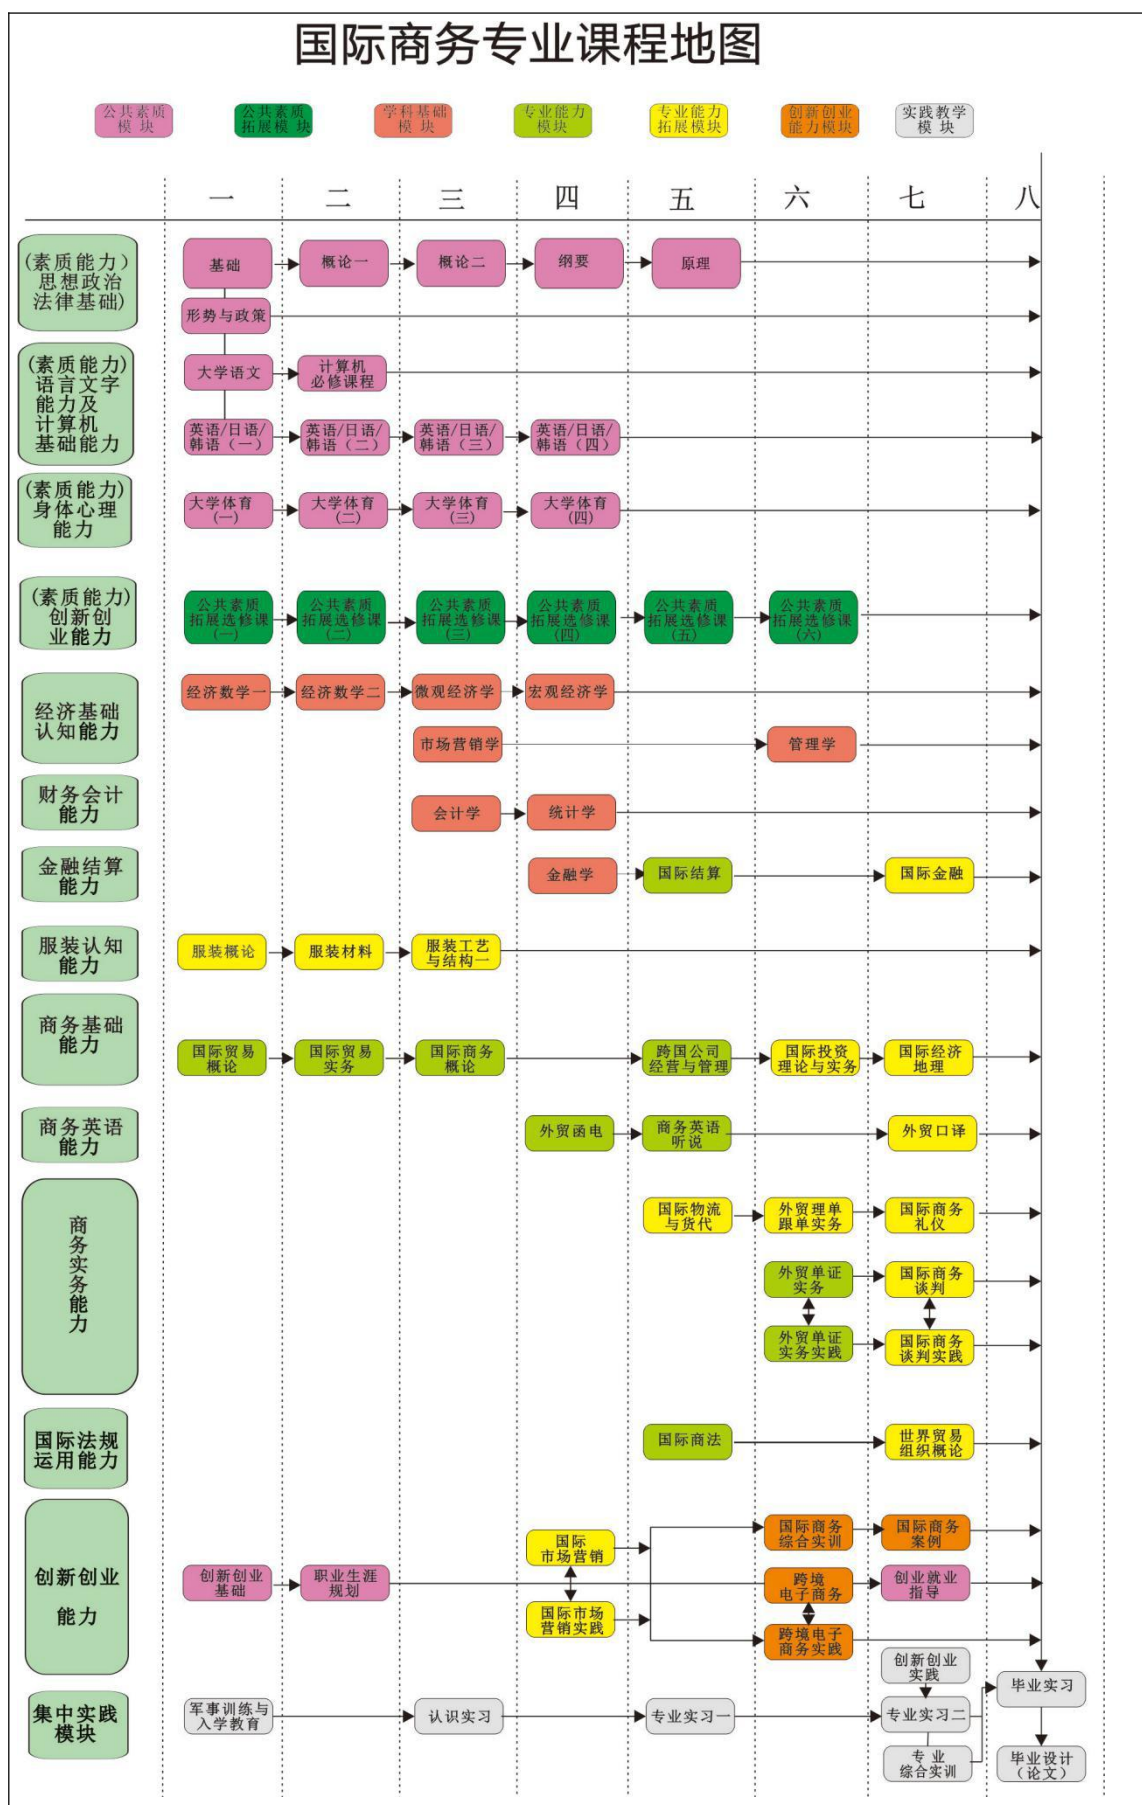 国际商务专业课程地图
公共素质
模 块
公共素质
拓展模 块
学科基础
模 块
专业能力
模块
专业能力
拓展模块
创新创业
能力模块
实践教学
模 块
一
二
三
四
五
六
七
八
(素质能力）
思想政治
法律基础)
基础
概论一
概论二
纲要
原理
形势与政策
(素质能力)
语言文字
能力及
计算机
基础能力
大学语文
计算机
必修课程
英语/日语/
韩语（一）
英语/日语/
韩语（二）
英语/日语/
韩语（三）
英语/日语/
韩语（四）
(素质能力)
身体心理
能力
大学体育
(一)
大学体育
(二)
大学体育
(三)
大学体育
(四)
(素质能力)
创新创
业能力
公共素质
拓展选修课
(一)
公共素质
拓展选修课
(二)
公共素质
拓展选修课
(三)
公共素质
拓展选修课
(四)
公共素质
拓展选修课
(五)
公共素质
拓展选修课
(六)
经济基础
认知能力
经济数学一
经济数学二
微观经济学
宏观经济学
市场营销学
管理学
财务会计
能力
会计学
统计学
金融结算
能力
金融学
国际结算
国际金融
服装认知
能力
服装概论
服装材料
服装工艺
与结构一
商务基础
能力
国际贸易
概论
国际贸易
实务
国际商务
概论
跨国公司
经营与管理
国际投资
理论与实务
国际经济
地理
商务英语
能力
外贸函电
商务英语
听说
外贸口译
商
务
实
务
能
力
国际物流
与货代
外贸理单
跟单实务
国际商务
礼仪
外贸单证
实务
国际商务
谈判
外贸单证
实务实践
国际商务
谈判实践
国际法规
运用能力
国际商法
世界贸易
组织概论
创新创业
能力
国际
市场营销
国际商务
综合实训
国际商务
案例
创新创业
基础
职业生涯
规划
跨境
电子商务
创业就业
指导
国际市场
营销实践
跨境电子
商务实践
集中实践
模块
创新创业
实践
毕业实习
军事训练与
入学教育
认识实习
专业实习一
专业实习二
专 业
综合实训
毕业设计
（论文）